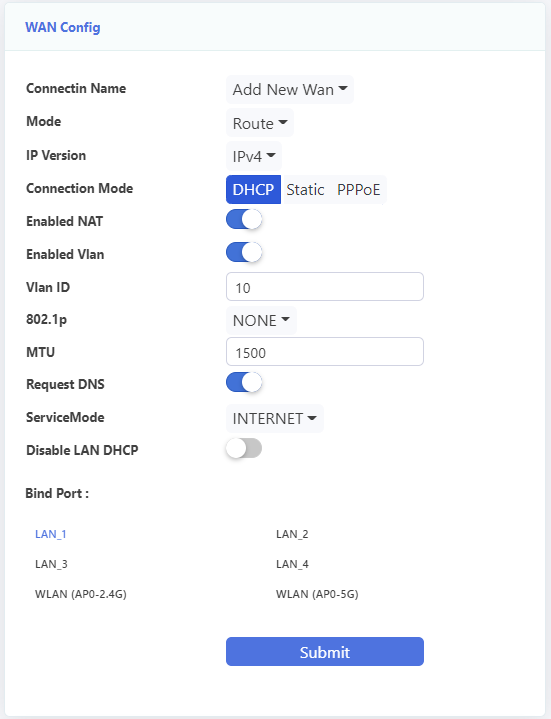 WAN Config
Connectin Name Add New Wan
Mode Route
IP Version IPv4
Connection Mode DHCP Static PPPoE
Enabled NAT
Enabled Vlan
Vlan ID 10
802.1p NONE
MTU 1500
Request DNS
ServiceMode INTERNET
Disable LAN DHCP
Bind Port :
LAN_1 LAN_2
LAN_3 LAN_4
WLAN (AP0-2.4G) WLAN (AP0-5G)
Submit